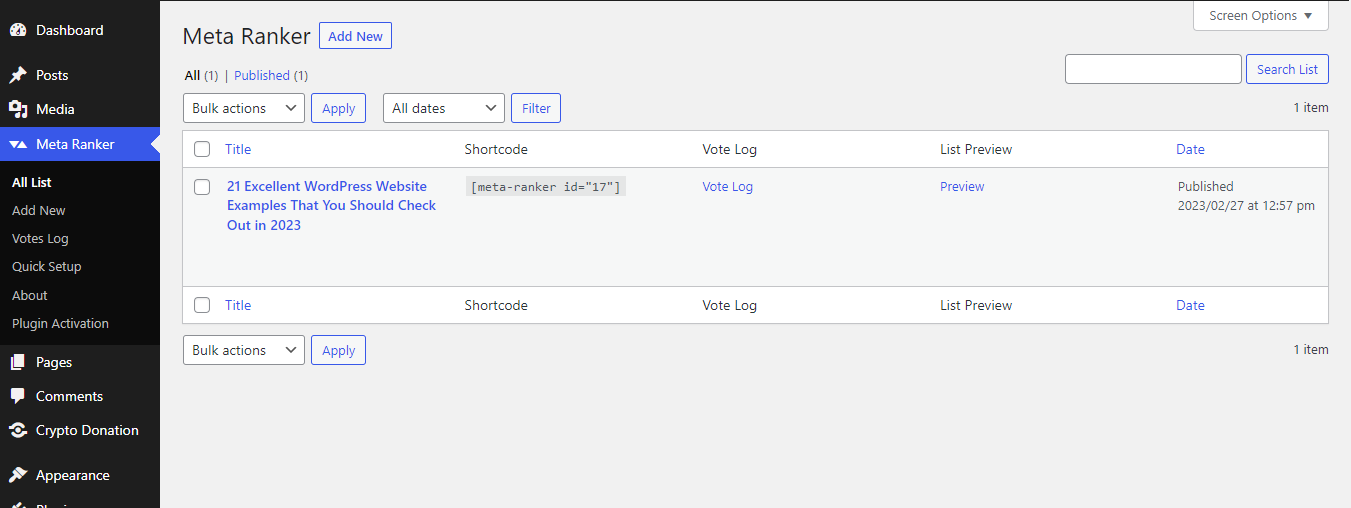 Dashboard
Posts
Media
Meta Ranker
All List
Add New
Votes Log
Quick Setup
About
Plugin Activation
Pages
Comments
Crypto Donation
Appearance
Screen Options ▼
Meta Ranker Add New
All (1) | Published (1)
Search List
Bulk actions Apply All dates Filter 1 item
Title Shortcode Vote Log List Preview Date
21 Excellent WordPress Website
Examples That You Should Check
Out in 2023
[meta-ranker id="17"]
Vote Log
Preview
Published
2023/02/27 at 12:57 pm
Title Shortcode Vote Log List Preview Date
Bulk actions Apply 1 item